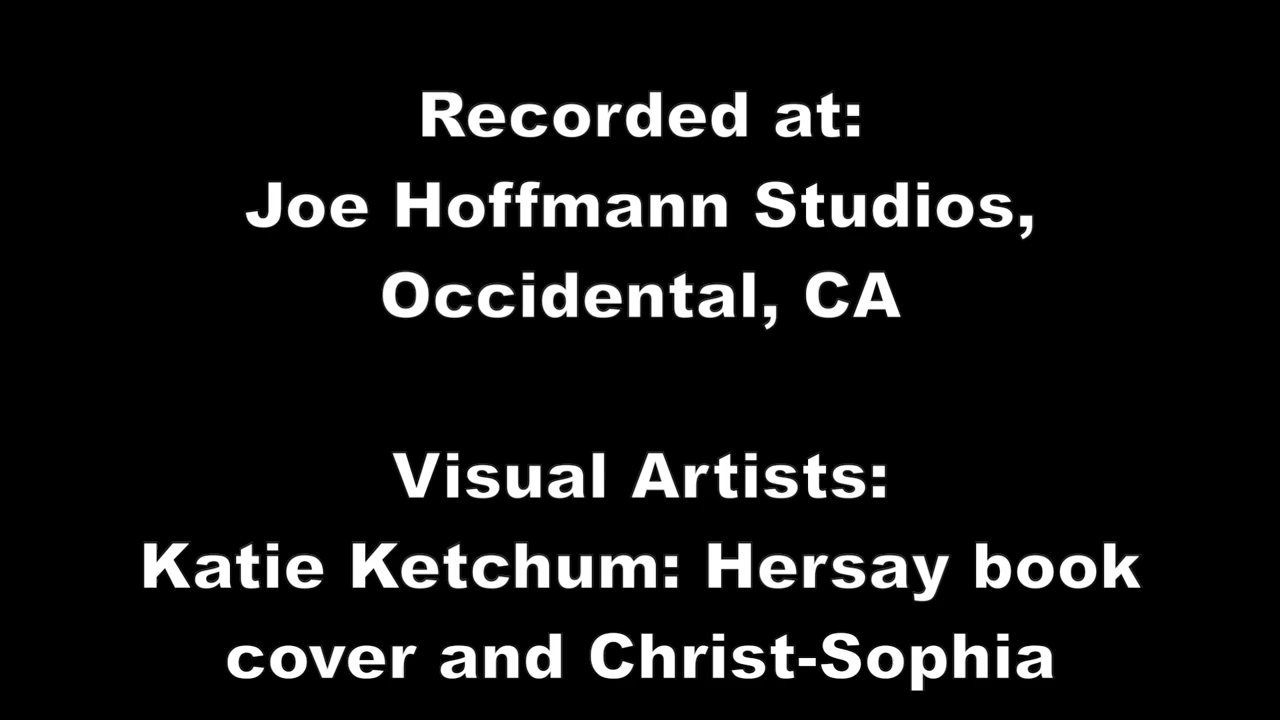 Recorded at:
Joe Hoffmann Studios,
Occidental, CA
Visual Artists:
Katie Ketchum: Hersay book
cover and Christ-Sophia